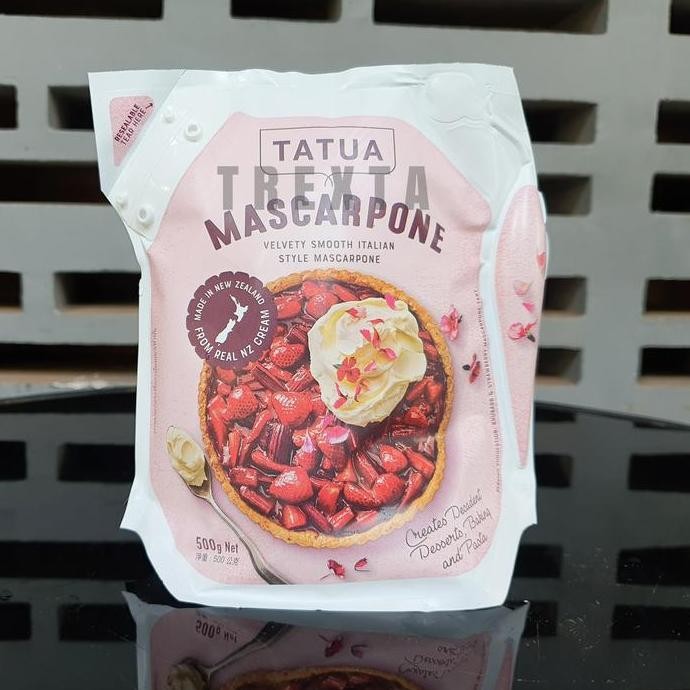 RESEALABLE
TEAR HERE
TATUA
TREXTA
MASCARPONE
VELVETY SMOOTH ITALIAN
STYLE MASCARPONE
MADE IN NEW ZEALAND
FROM REAL NZ CREAM
Creates Decadent
Desserts, Baking
and Pasta
500g Net
淨重：500 公克